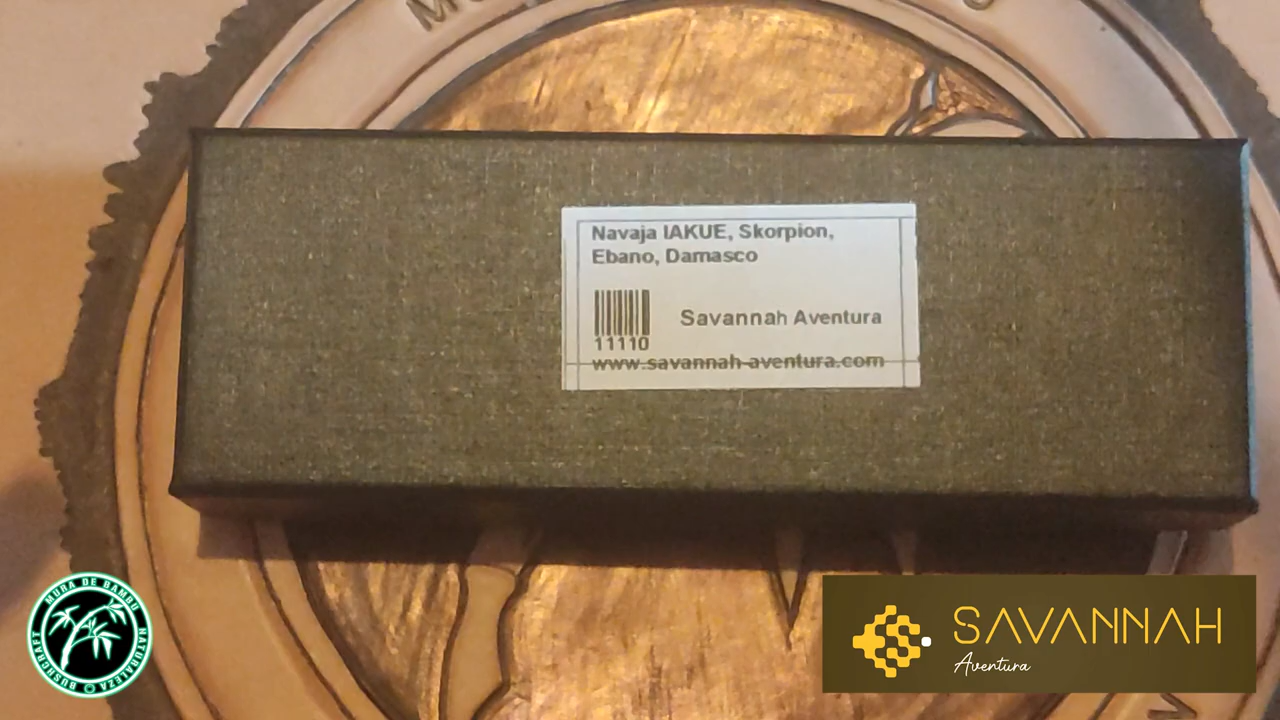 Navaja IAKUE, Skorpion,
Ebano, Damasco
Savannah Aventura
11110
www.savannah-aventura.com
MURA DE BAMBU
NATURALEZA
BUSHCRAFT
SAVANNAH
Aventura